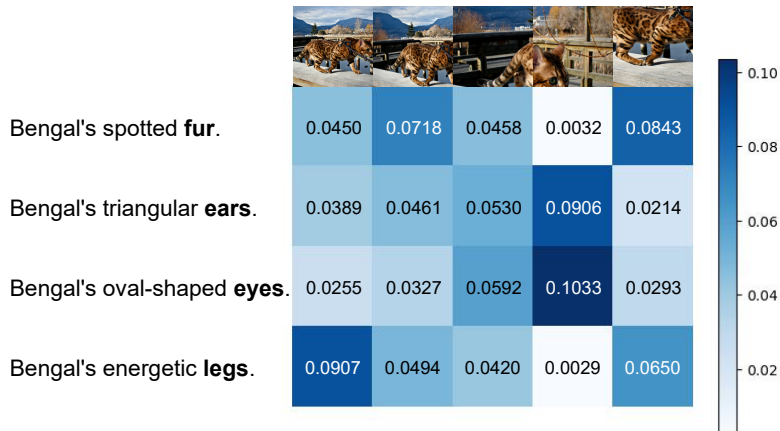 Bengal's spotted fur. 0.0450 0.0718 0.0458 0.0032 0.0843
Bengal's triangular ears. 0.0389 0.0461 0.0530 0.0906 0.0214
Bengal's oval-shaped eyes. 0.0255 0.0327 0.0592 0.1033 0.0293
Bengal's energetic legs. 0.0907 0.0494 0.0420 0.0029 0.0650
0.10
0.08
0.06
0.04
0.02